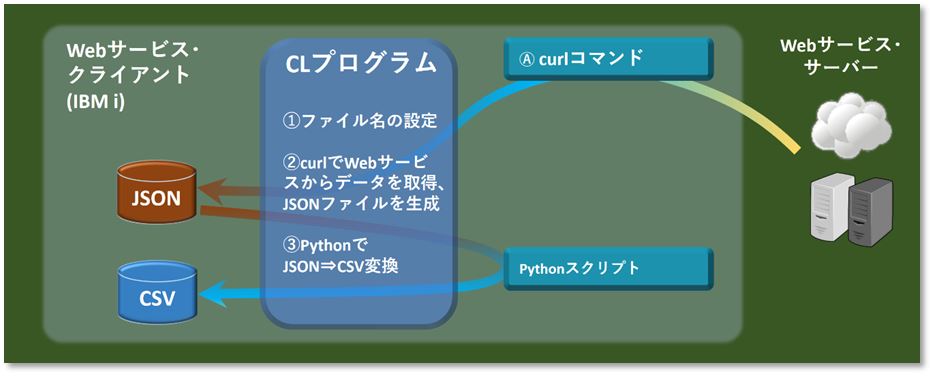 Webサービス・
クライアント
(IBM i)
CLプログラム
①ファイル名の設定
②curlでWebサービ
スからデータを取得、
JSONファイルを生成
③Pythonで
JSON⇒CSV変換
Ⓐ curlコマンド
Webサービス・
サーバー
JSON
Pythonスクリプト
CSV